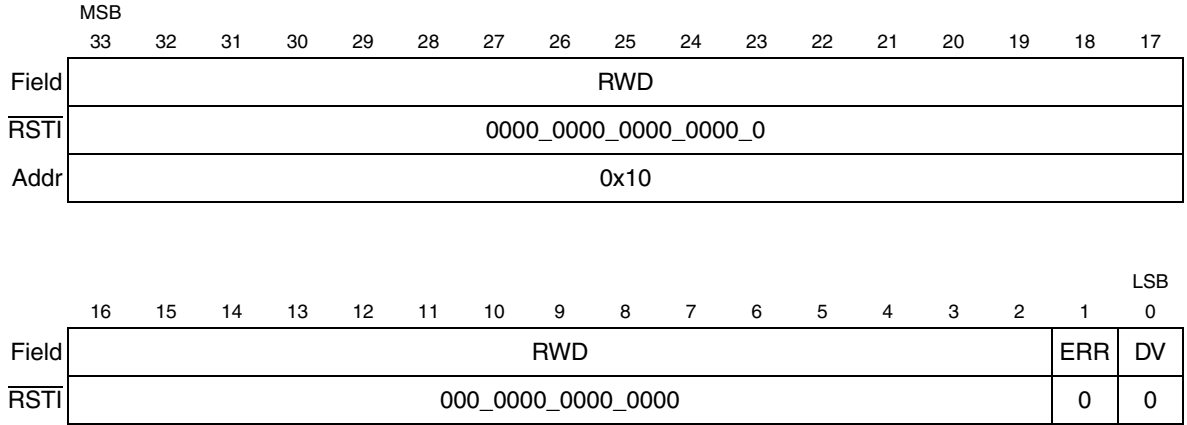 MSB
33 32 31 30 29 28 27 26 25 24 23 22 21 20 19 18 17
Field RWD
RSTI 0000_0000_0000_0000_0
Addr 0x10
LSB
16 15 14 13 12 11 10 9 8 7 6 5 4 3 2 1 0
Field RWD ERR DV
RSTI 000_0000_0000_0000 0 0